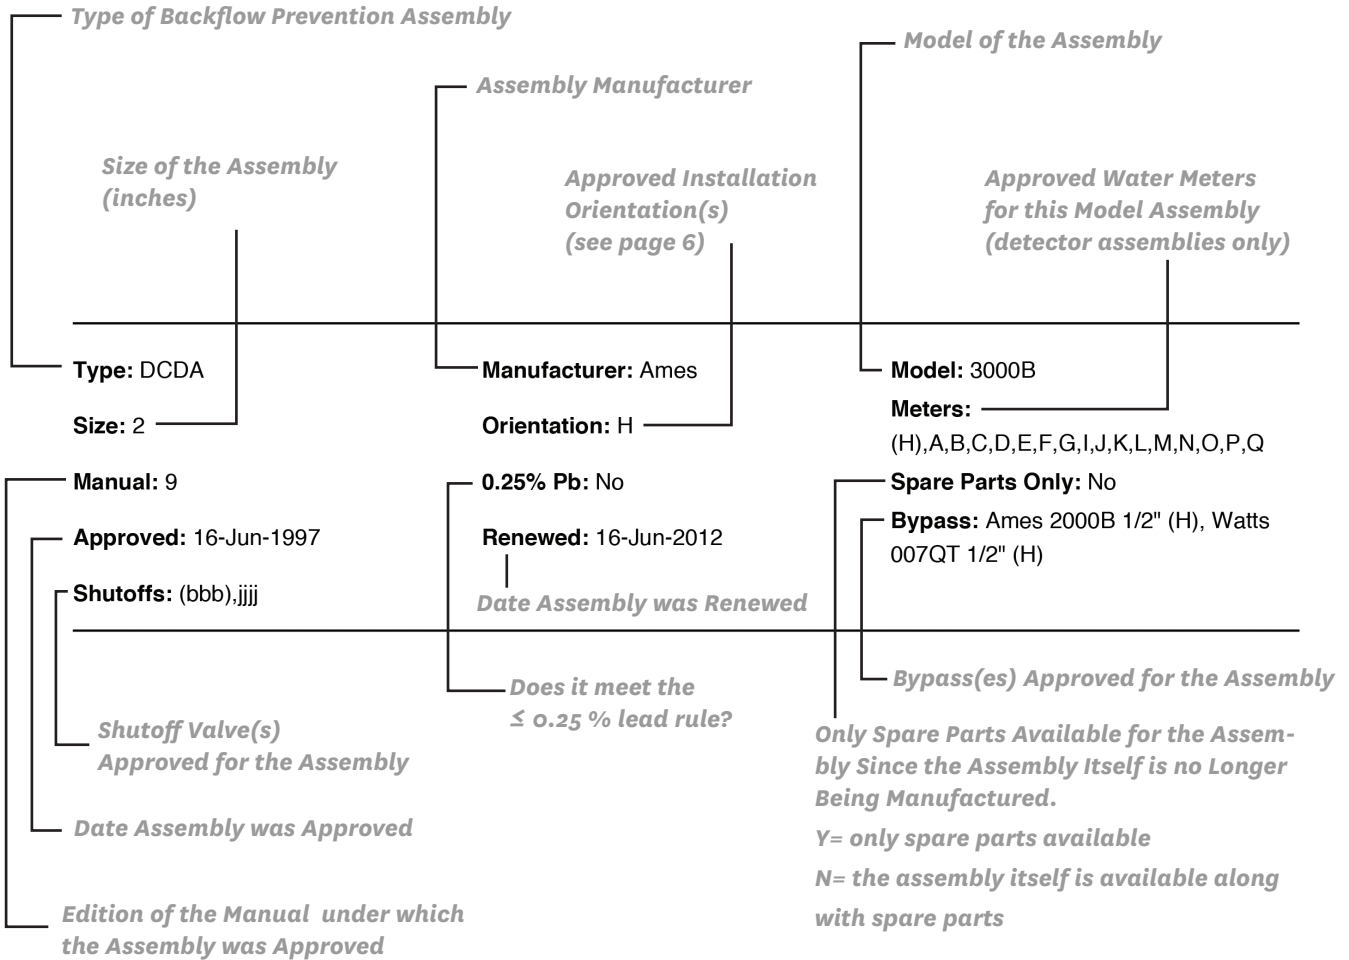 Type of Backflow Prevention Assembly
Model of the Assembly
Assembly Manufacturer
Size of the Assembly
(inches)
Approved Installation
Orientation(s)
(see page 6)
Approved Water Meters
for this Model Assembly
(detector assemblies only)
Type: DCDA
Manufacturer: Ames
Model: 3000B
Size: 2
Orientation: H
Meters:
(H),A,B,C,D,E,F,G,I,J,K,L,M,N,O,P,Q
Manual: 9
0.25% Pb: No
Spare Parts Only: No
Approved: 16-Jun-1997
Renewed: 16-Jun-2012
Bypass: Ames 2000B 1/2" (H), Watts
007QT 1/2" (H)
Shutoffs: (bbb),jjjj
Date Assembly was Renewed
Does it meet the
≤ 0.25 % lead rule?
Bypass(es) Approved for the Assembly
Shutoff Valve(s)
Approved for the Assembly
Only Spare Parts Available for the Assem-
bly Since the Assembly Itself is no Longer
Being Manufactured.
Y= only spare parts available
N= the assembly itself is available along
with spare parts
Date Assembly was Approved
Edition of the Manual under which
the Assembly was Approved